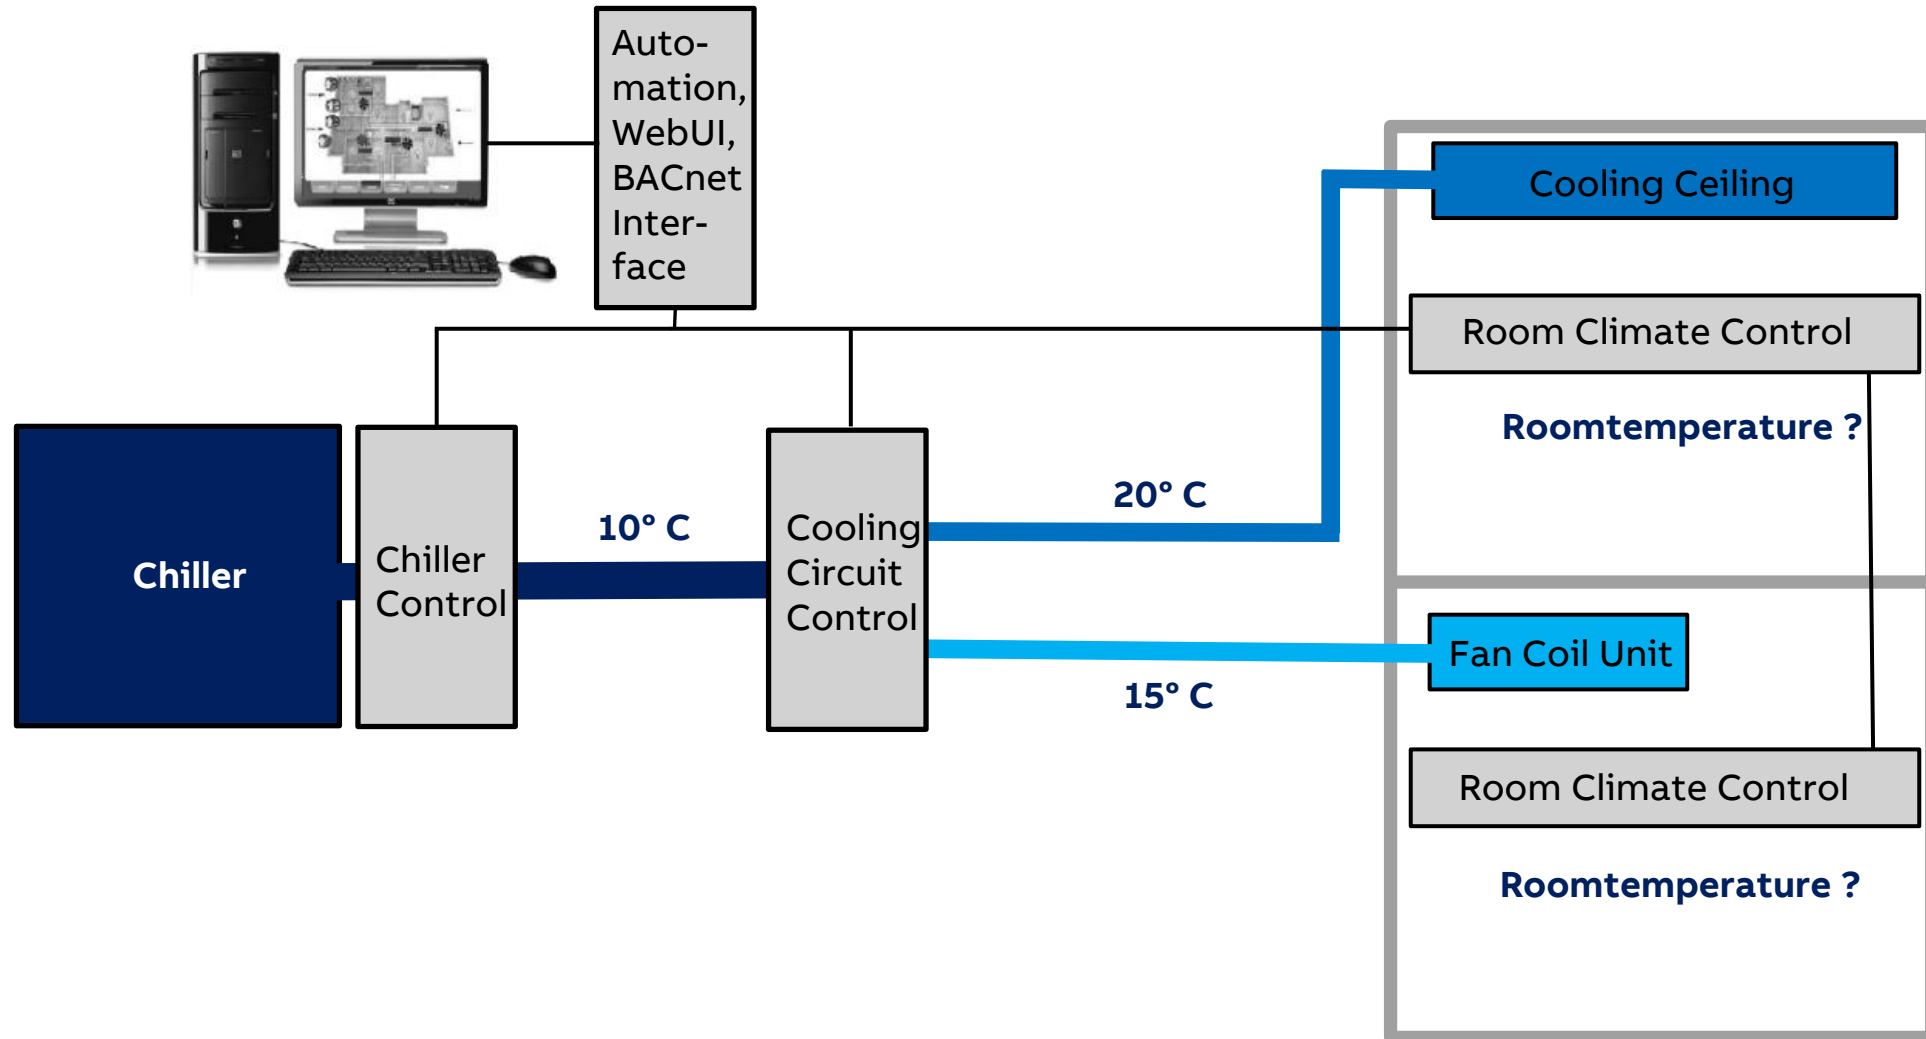 Auto-
mation,
WebUI,
BACnet
Inter-
face
Cooling Ceiling
Room Climate Control
Roomtemperature ?
20° C
10° C
Chiller
Chiller
Control
Cooling
Circuit
Control
Fan Coil Unit
15° C
Room Climate Control
Roomtemperature ?